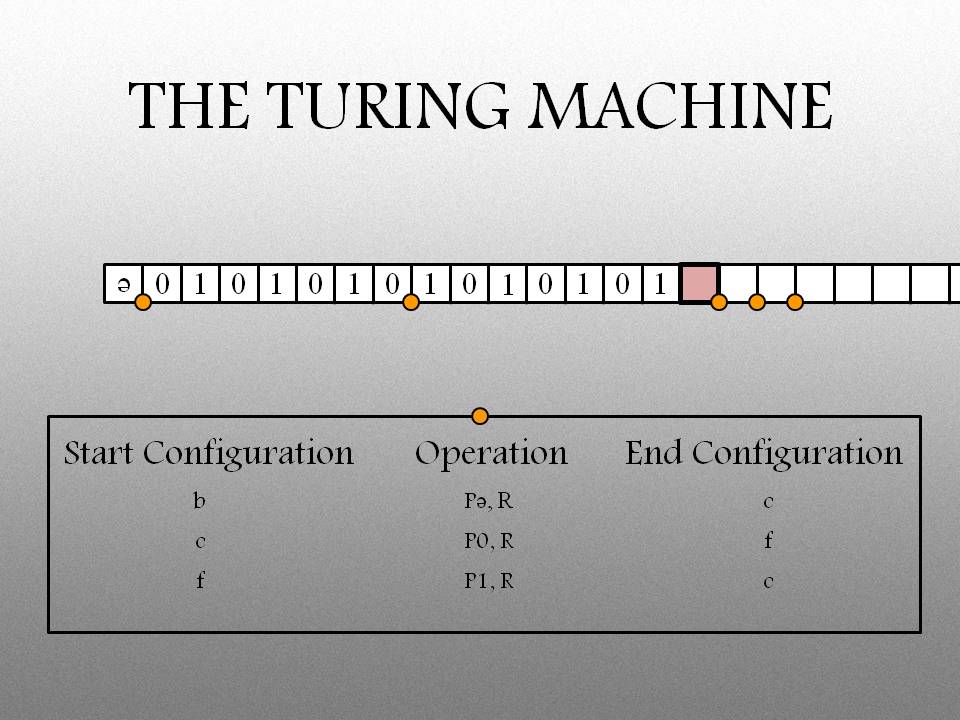 THE TURING MACHINE
ə 0 1 0 1 0 1 0 1 0 1 0 1 0 1
Start Configuration Operation End Configuration
b Pə, R c
c P0, R f
f P1, R c